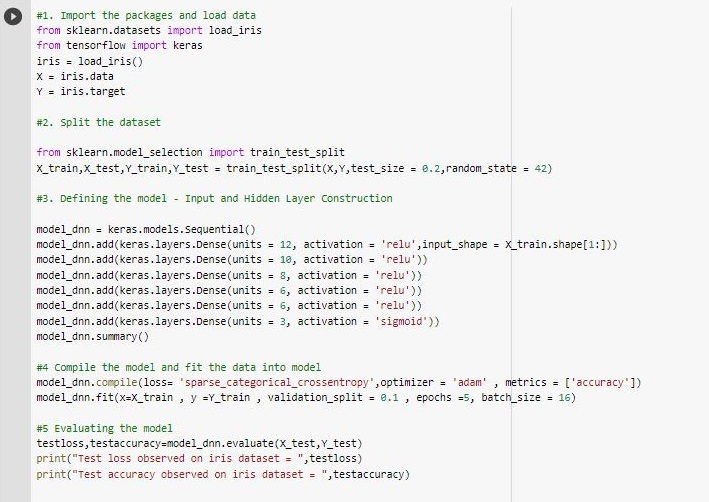 #1. Import the packages and load data
from sklearn.datasets import load_iris
from tensorflow import keras
iris = load_iris()
X = iris.data
Y = iris.target
#2. Split the dataset
from sklearn.model_selection import train_test_split
X_train,X_test,Y_train,Y_test = train_test_split(X,Y,test_size = 0.2,random_state = 42)
#3. Defining the model - Input and Hidden Layer Construction
model_dnn = keras.models.Sequential()
model_dnn.add(keras.layers.Dense(units = 12, activation = 'relu',input_shape = X_train.shape[1:]))
model_dnn.add(keras.layers.Dense(units = 10, activation = 'relu'))
model_dnn.add(keras.layers.Dense(units = 8, activation = 'relu'))
model_dnn.add(keras.layers.Dense(units = 6, activation = 'relu'))
model_dnn.add(keras.layers.Dense(units = 6, activation = 'relu'))
model_dnn.add(keras.layers.Dense(units = 3, activation = 'sigmoid'))
model_dnn.summary()
#4 Compile the model and fit the data into model
model_dnn.compile(loss= 'sparse_categorical_crossentropy',optimizer = 'adam' , metrics = ['accuracy'])
model_dnn.fit(x=X_train , y =Y_train , validation_split = 0.1 , epochs =5, batch_size = 16)
#5 Evaluating the model
testloss,testaccuracy=model_dnn.evaluate(X_test,Y_test)
print("Test loss observed on iris dataset = ",testloss)
print("Test accuracy observed on iris dataset = ",testaccuracy)